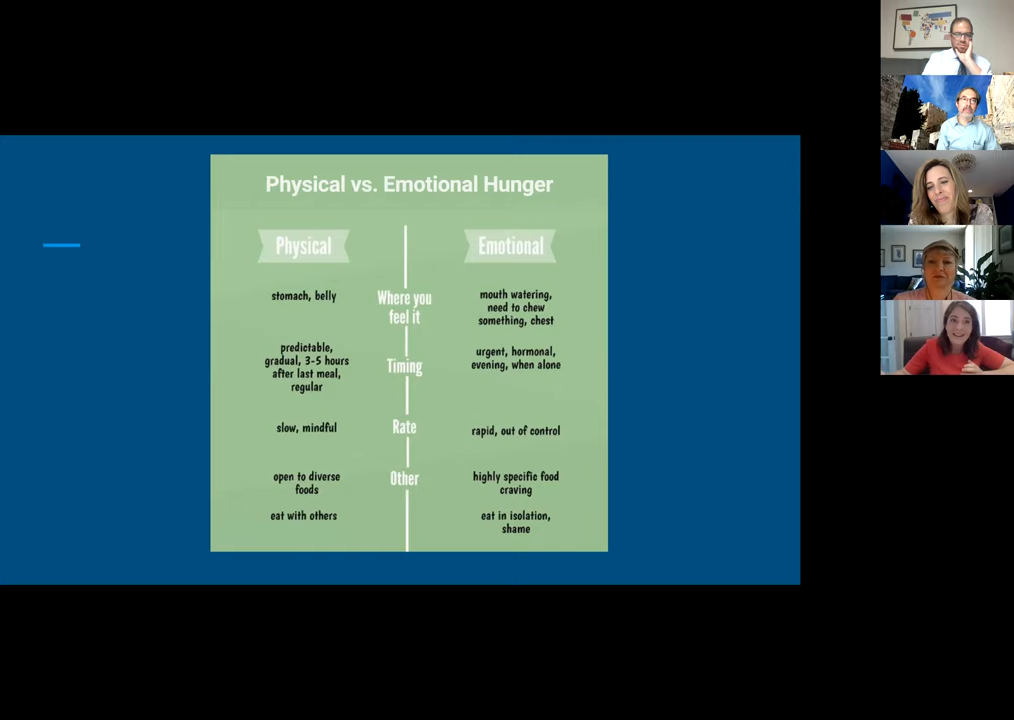 Physical vs. Emotional Hunger
Physical
Emotional
stomach, belly
Where you
feel it
mouth watering,
need to chew
something, chest
predictable,
gradual, 3-5 hours
after last meal,
regular
Timing
urgent, hormonal,
evening, when alone
slow, mindful
Rate
rapid, out of control
open to diverse
foods
Other
highly specific food
craving
eat with others
eat in isolation,
shame